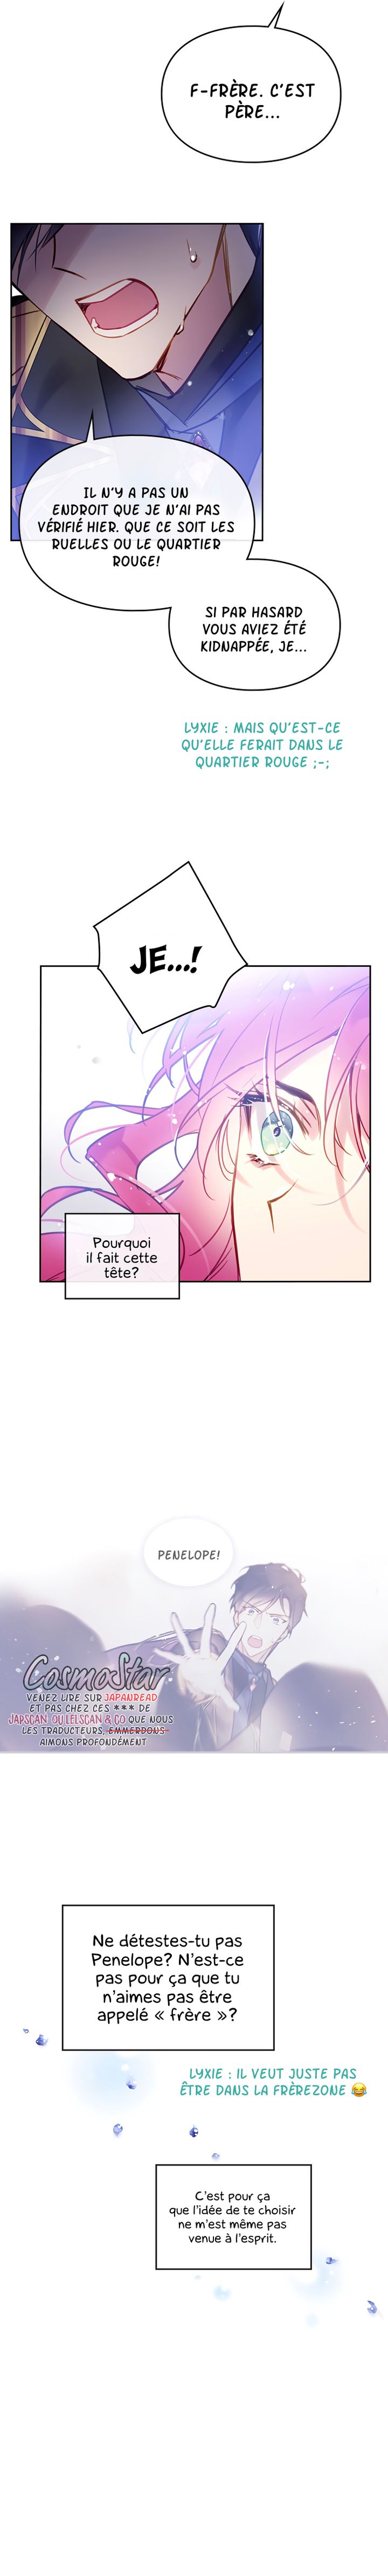 F-FRÈRE. C'EST
PÈRE...
IL N'Y A PAS UN
ENDROIT QUE JE N'AI PAS
VÉRIFIÉ HIER. QUE CE SOIT LES
RUELLES OU LE QUARTIER
ROUGE!
SI PAR HASARD
VOUS AVIEZ ÉTÉ
KIDNAPPÉE, JE...
LYXIE : MAIS QU'EST-CE
QU'ELLE FERAIT DANS LE
QUARTIER ROUGE ;-;
JE...!
Pourquoi
il fait cette
tête?
PENELOPE!
CosmoStar
VENEZ LIRE SUR JAPANREAD
ET PAS CHEZ CES *** DE
JAPSCAN, OU LELSCAN & CO QUE NOUS
LES TRADUCTEURS, EMMERDONS
AIMONS PROFONDÉMENT
Ne détestes-tu pas
Penelope? N'est-ce
pas pour ça que tu
n'aimes pas être
appelé « frère »?
LYXIE : IL VEUT JUSTE PAS
ÊTRE DANS LA FRÈREZONE 😂
C'est pour ça
que l'idée de te choisir
ne m'est même pas
venue à l'esprit.